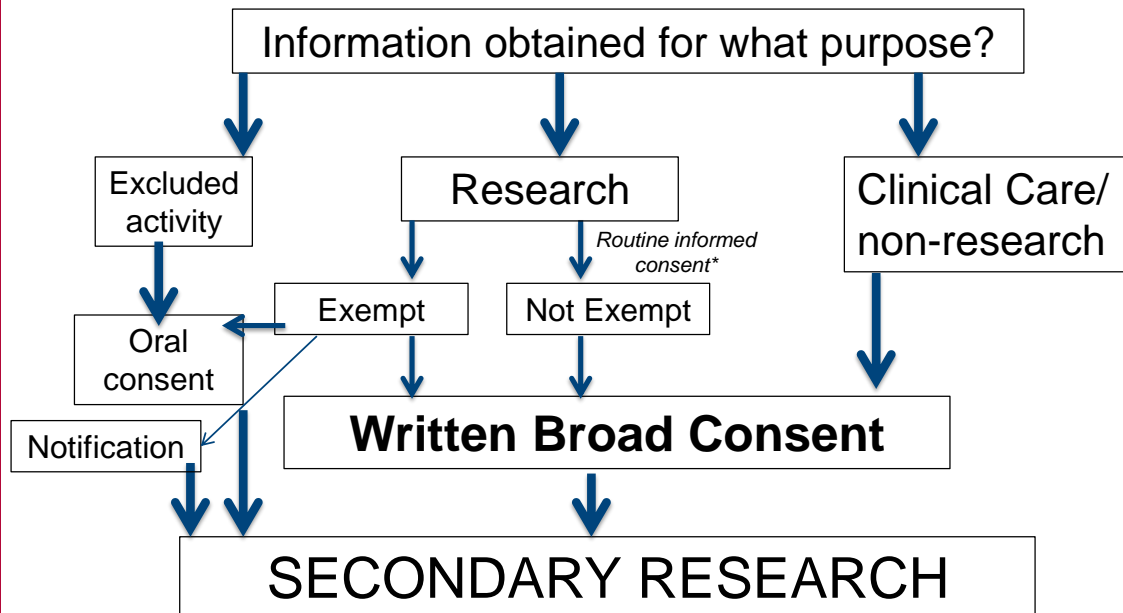 Information obtained for what purpose?
Excluded
activity
Research
Clinical Care/
non-research
Routine informed
consent*
Exempt
Not Exempt
Oral
consent
Written Broad Consent
Notification
SECONDARY RESEARCH